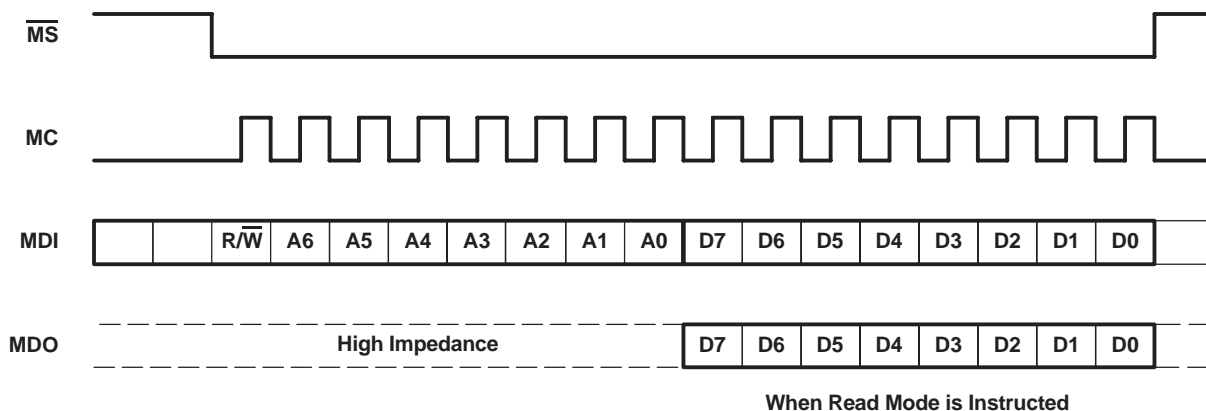 M̅S̅
MC
MDI R/W̅ A6 A5 A4 A3 A2 A1 A0 D7 D6 D5 D4 D3 D2 D1 D0
MDO High Impedance D7 D6 D5 D4 D3 D2 D1 D0
When Read Mode is Instructed